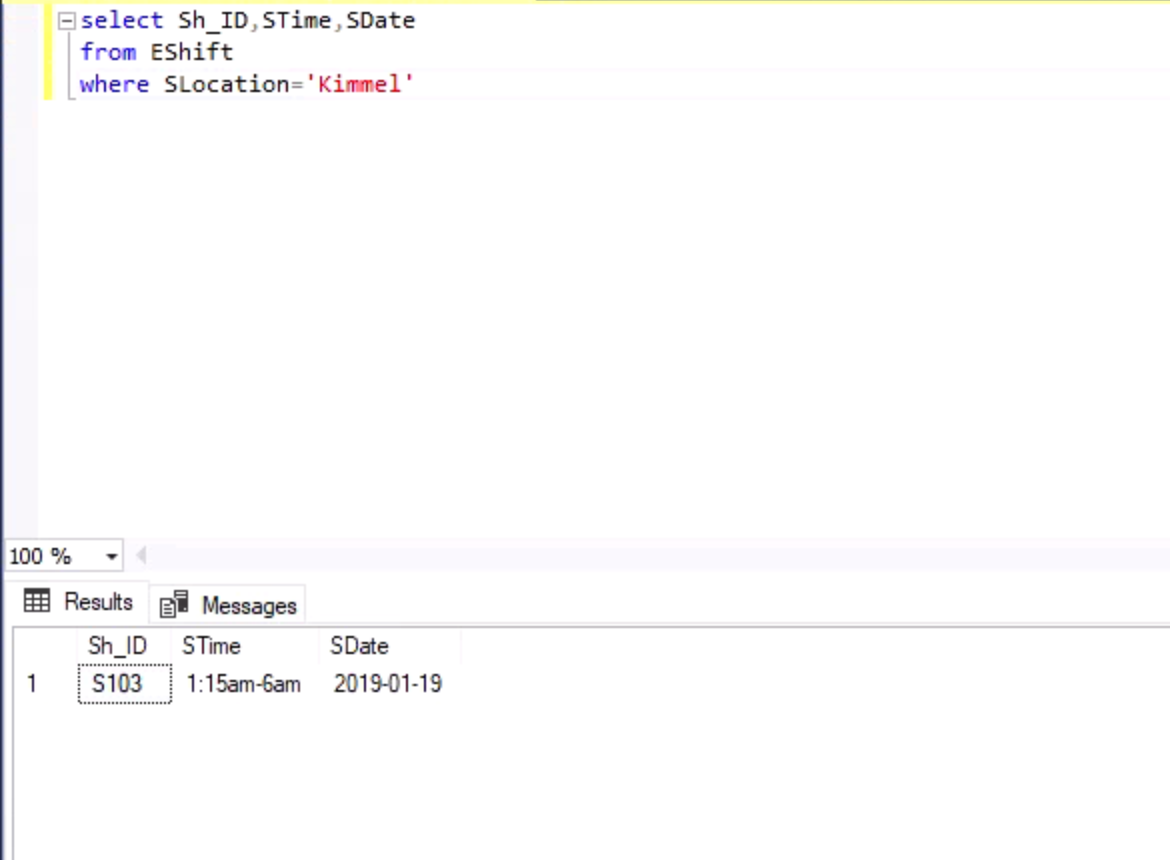 select Sh_ID,STime,SDate
from EShift
where SLocation='Kimmel'
100 %
Results Messages
Sh_ID STime SDate
1 S103 1:15am-6am 2019-01-19